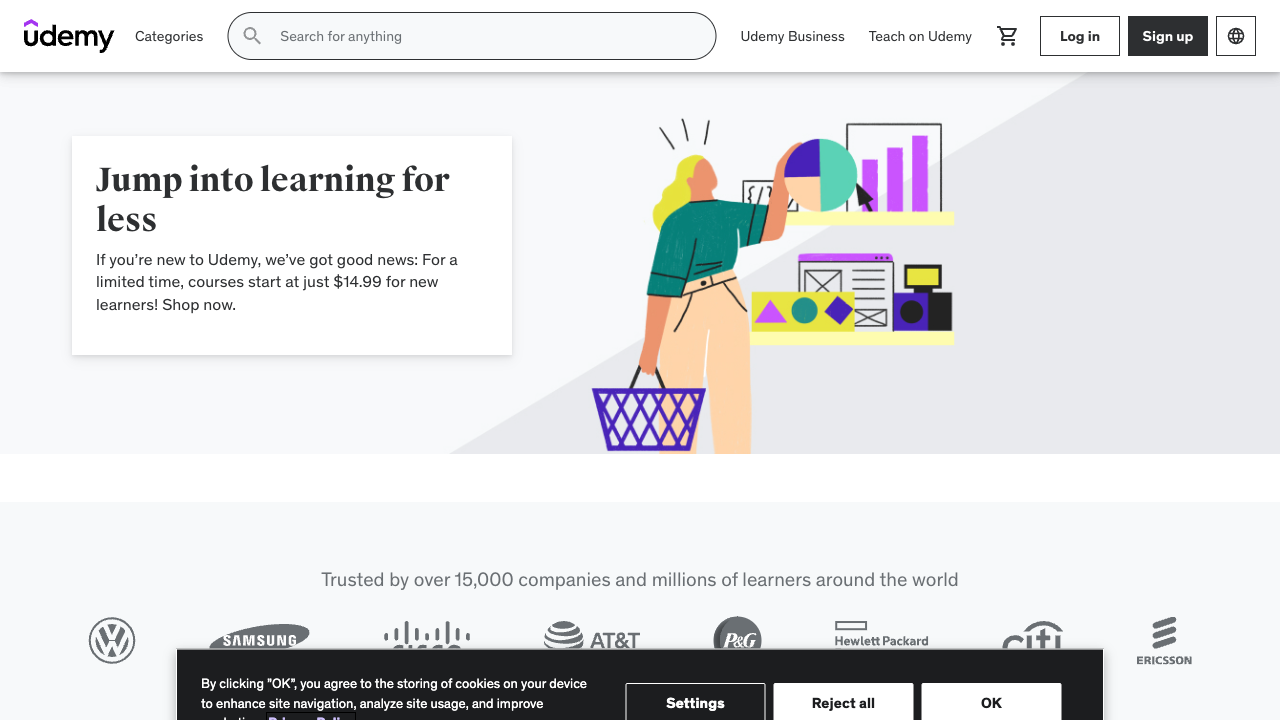 udemy
Categories
Search for anything
Udemy Business
Teach on Udemy
Log in
Sign up
Jump into learning for
less
If you’re new to Udemy, we’ve got good news: For a
limited time, courses start at just $14.99 for new
learners! Shop now.
{/}
Trusted by over 15,000 companies and millions of learners around the world
SAMSUNG
CISCO
AT&T
P&G
Hewlett Packard
citi
ERICSSON
By clicking "OK", you agree to the storing of cookies on your device
to enhance site navigation, analyze site usage, and improve
Settings
Reject all
OK